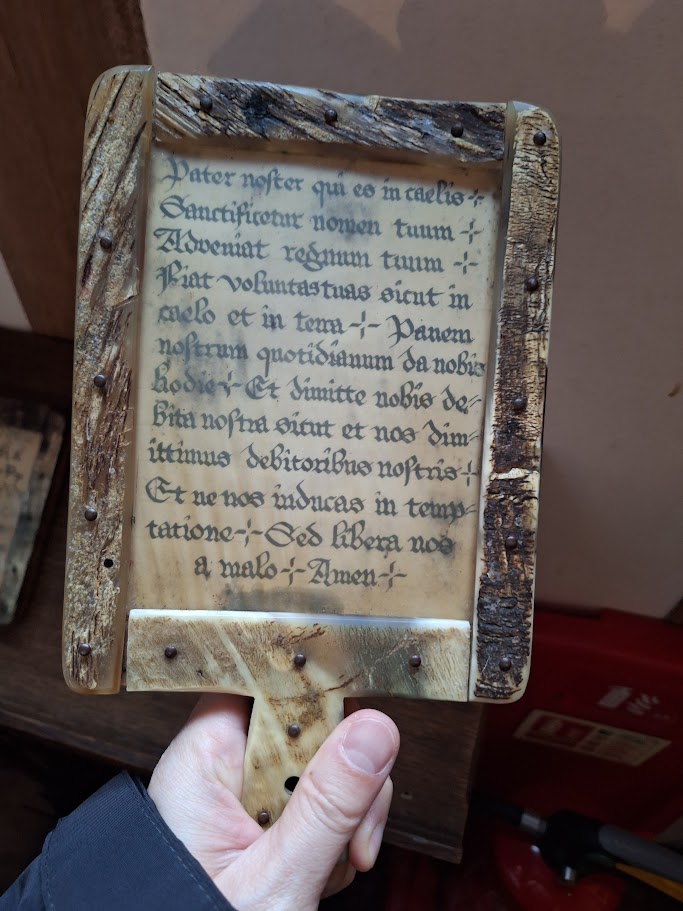 Pater noster qui es in caelis ⁘
Sanctificetur nomen tuum ⁘
Adveniat regnum tuum ⁘
Fiat voluntas tuas sicut in
caelo et in terra ⁘ Panem
nostrum quotidianum da nobis
hodie ⁘ Et dimitte nobis de-
bita nostra sicut et nos dim-
ittimus debitoribus nostris ⁘
Et ne nos inducas in temp-
tatione ⁘ Sed libera nos
a malo ⁘ Amen ⁘